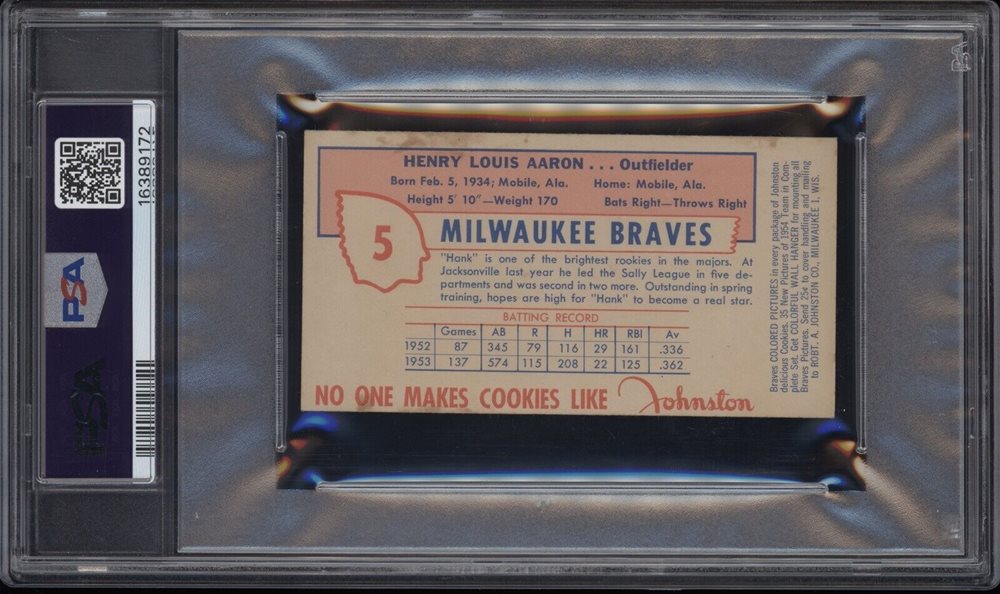 HENRY LOUIS AARON . . . Outfielder
Born Feb. 5, 1934; Mobile, Ala. Home: Mobile, Ala.
Height 5' 10"—Weight 170 Bats Right—Throws Right
5
MILWAUKEE BRAVES
"Hank" is one of the brightest rookies in the majors. At
Jacksonville last year he led the Sally League in five de-
partments and was second in two more. Outstanding in spring
training, hopes are high for "Hank" to become a real star.
BATTING RECORD
Games AB R H HR RBI Av
1952 87 345 79 116 29 161 .336
1953 137 574 115 208 22 125 .362
NO ONE MAKES COOKIES LIKE Johnston
Braves COLORED PICTURES in every package of Johnston
delicious Cookies. 35 New Pictures of 1954 Team in Com-
plete Set. Get COLORFUL WALL HANGER for mounting all
Braves Pictures. Send 25¢ to cover handling and mailing
to ROBT. A. JOHNSTON CO., MILWAUKEE 1, WIS.
16389172
PSA
PSA
PSA